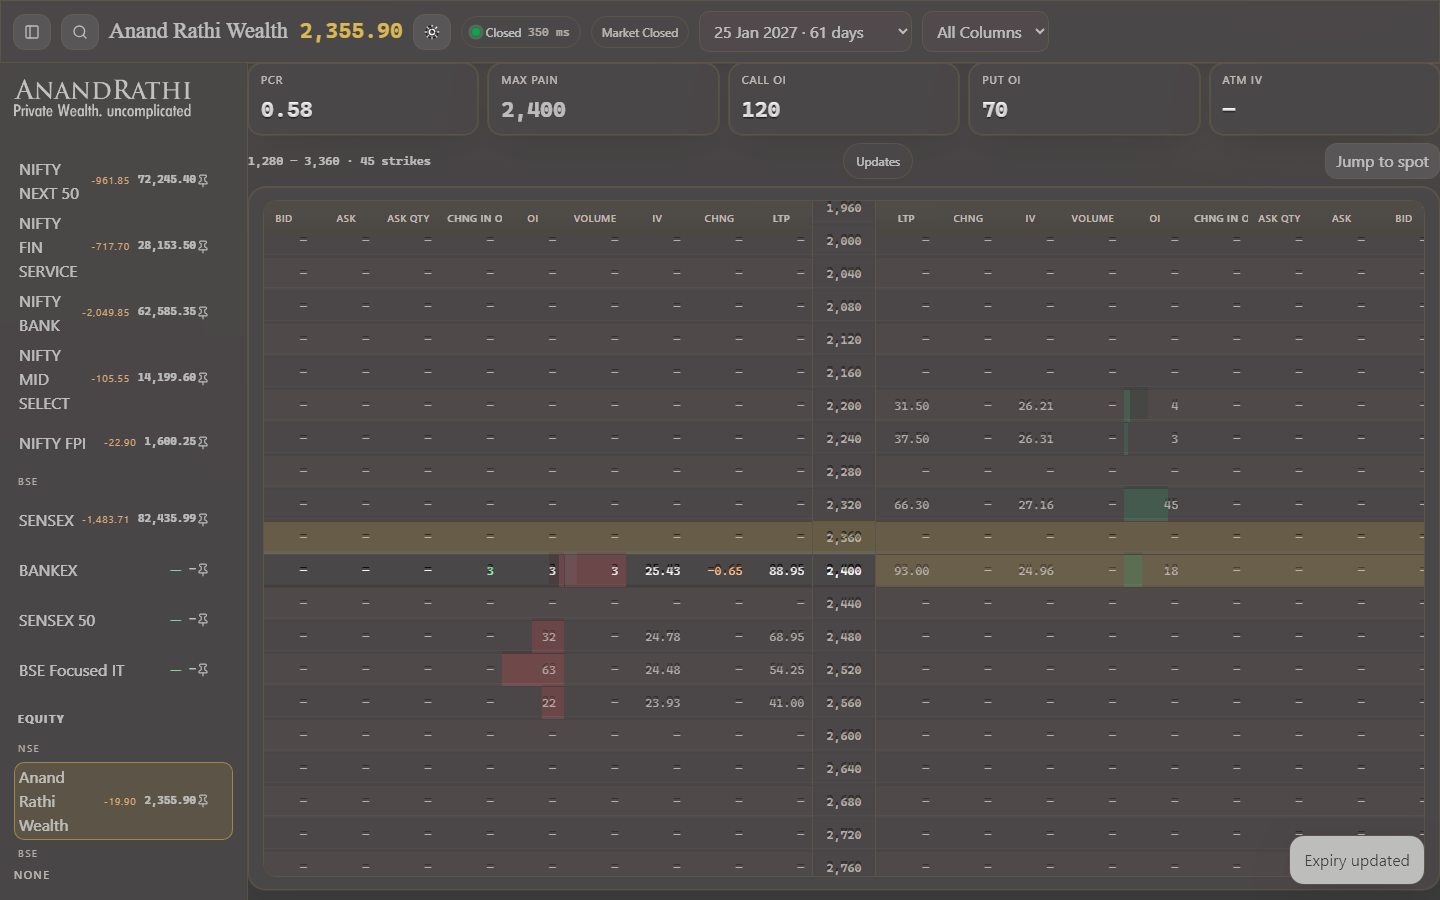 Anand Rathi Wealth 2,355.90 Closed 350 ms Market Closed 25 Jan 2027 · 61 days All Columns
ANANDRATHI
Private Wealth. uncomplicated
NIFTY NEXT 50 -961.85 72,245.40
NIFTY FIN SERVICE -717.70 28,153.50
NIFTY BANK -2,049.85 62,585.35
NIFTY MID SELECT -105.55 14,199.60
NIFTY FPI -22.90 1,600.25
BSE
SENSEX -1,483.71 82,435.99
BANKEX — –
SENSEX 50 — –
BSE Focused IT — –
EQUITY
NSE
Anand Rathi Wealth -19.90 2,355.90
BSE
NONE
PCR
0.58
MAX PAIN
2,400
CALL OI
120
PUT OI
70
ATM IV
–
1,280 – 3,360 · 45 strikes Updates Jump to spot
BID ASK ASK QTY CHNG IN O OI VOLUME IV CHNG LTP 1,960 LTP CHNG IV VOLUME OI CHNG IN O ASK QTY ASK BID
– – – – – – – – – 2,000 – – – – – – – – –
– – – – – – – – – 2,040 – – – – – – – – –
– – – – – – – – – 2,080 – – – – – – – – –
– – – – – – – – – 2,120 – – – – – – – – –
– – – – – – – – – 2,160 – – – – – – – – –
– – – – – – – – – 2,200 31.50 – 26.21 – 4 – – – –
– – – – – – – – – 2,240 37.50 – 26.31 – 3 – – – –
– – – – – – – – – 2,280 – – – – – – – – –
– – – – – – – – – 2,320 66.30 – 27.16 – 45 – – – –
– – – – – – – – – 2,360 – – – – – – – – –
– – – 3 3 3 25.43 −0.65 88.95 2,400 93.00 – 24.96 – 18 – – – –
– – – – – – – – – 2,440 – – – – – – – – –
– – – – 32 – 24.78 – 68.95 2,480 – – – – – – – – –
– – – – 63 – 24.48 – 54.25 2,520 – – – – – – – – –
– – – – 22 – 23.93 – 41.00 2,560 – – – – – – – – –
– – – – – – – – – 2,600 – – – – – – – – –
– – – – – – – – – 2,640 – – – – – – – – –
– – – – – – – – – 2,680 – – – – – – – – –
– – – – – – – – – 2,720 – – – – – – – – –
– – – – – – – – – 2,760 – – – – – –
Expiry updated